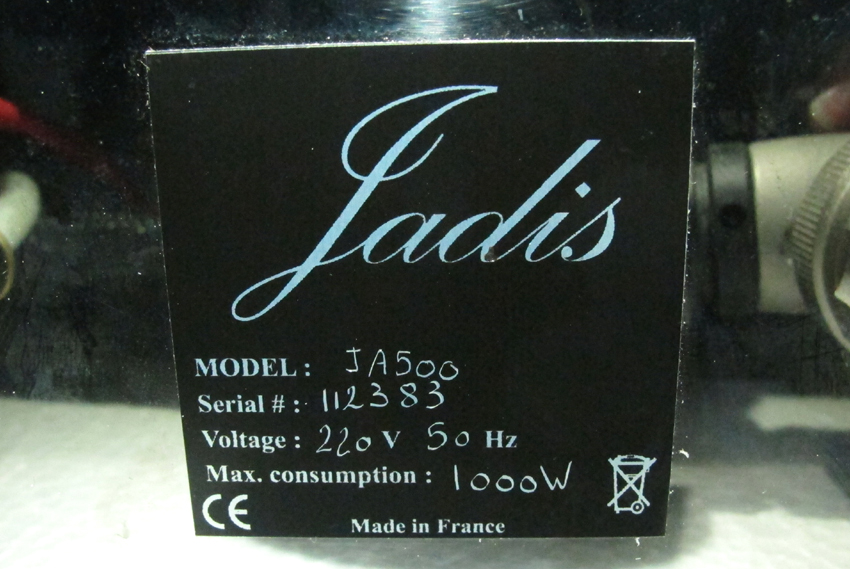 Jadis
MODEL : JA500
Serial # : 112383
Voltage : 220 V 50 Hz
Max. consumption : 1000W
CE
Made in France